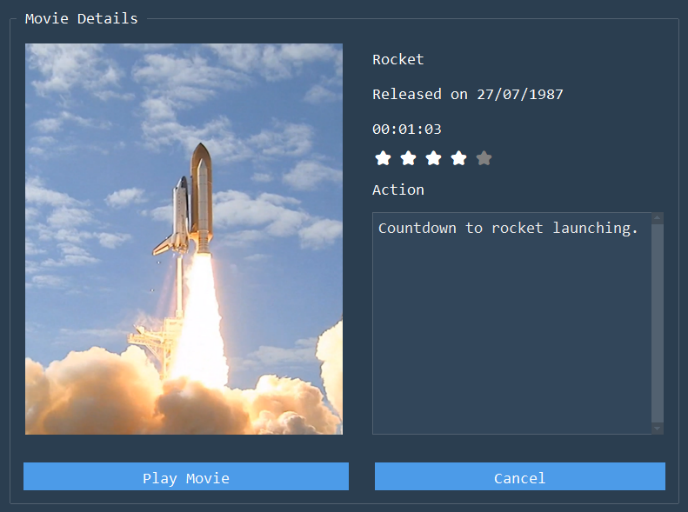 Movie Details
Rocket
Released on 27/07/1987
00:01:03
Action
Countdown to rocket launching.
Play Movie
Cancel